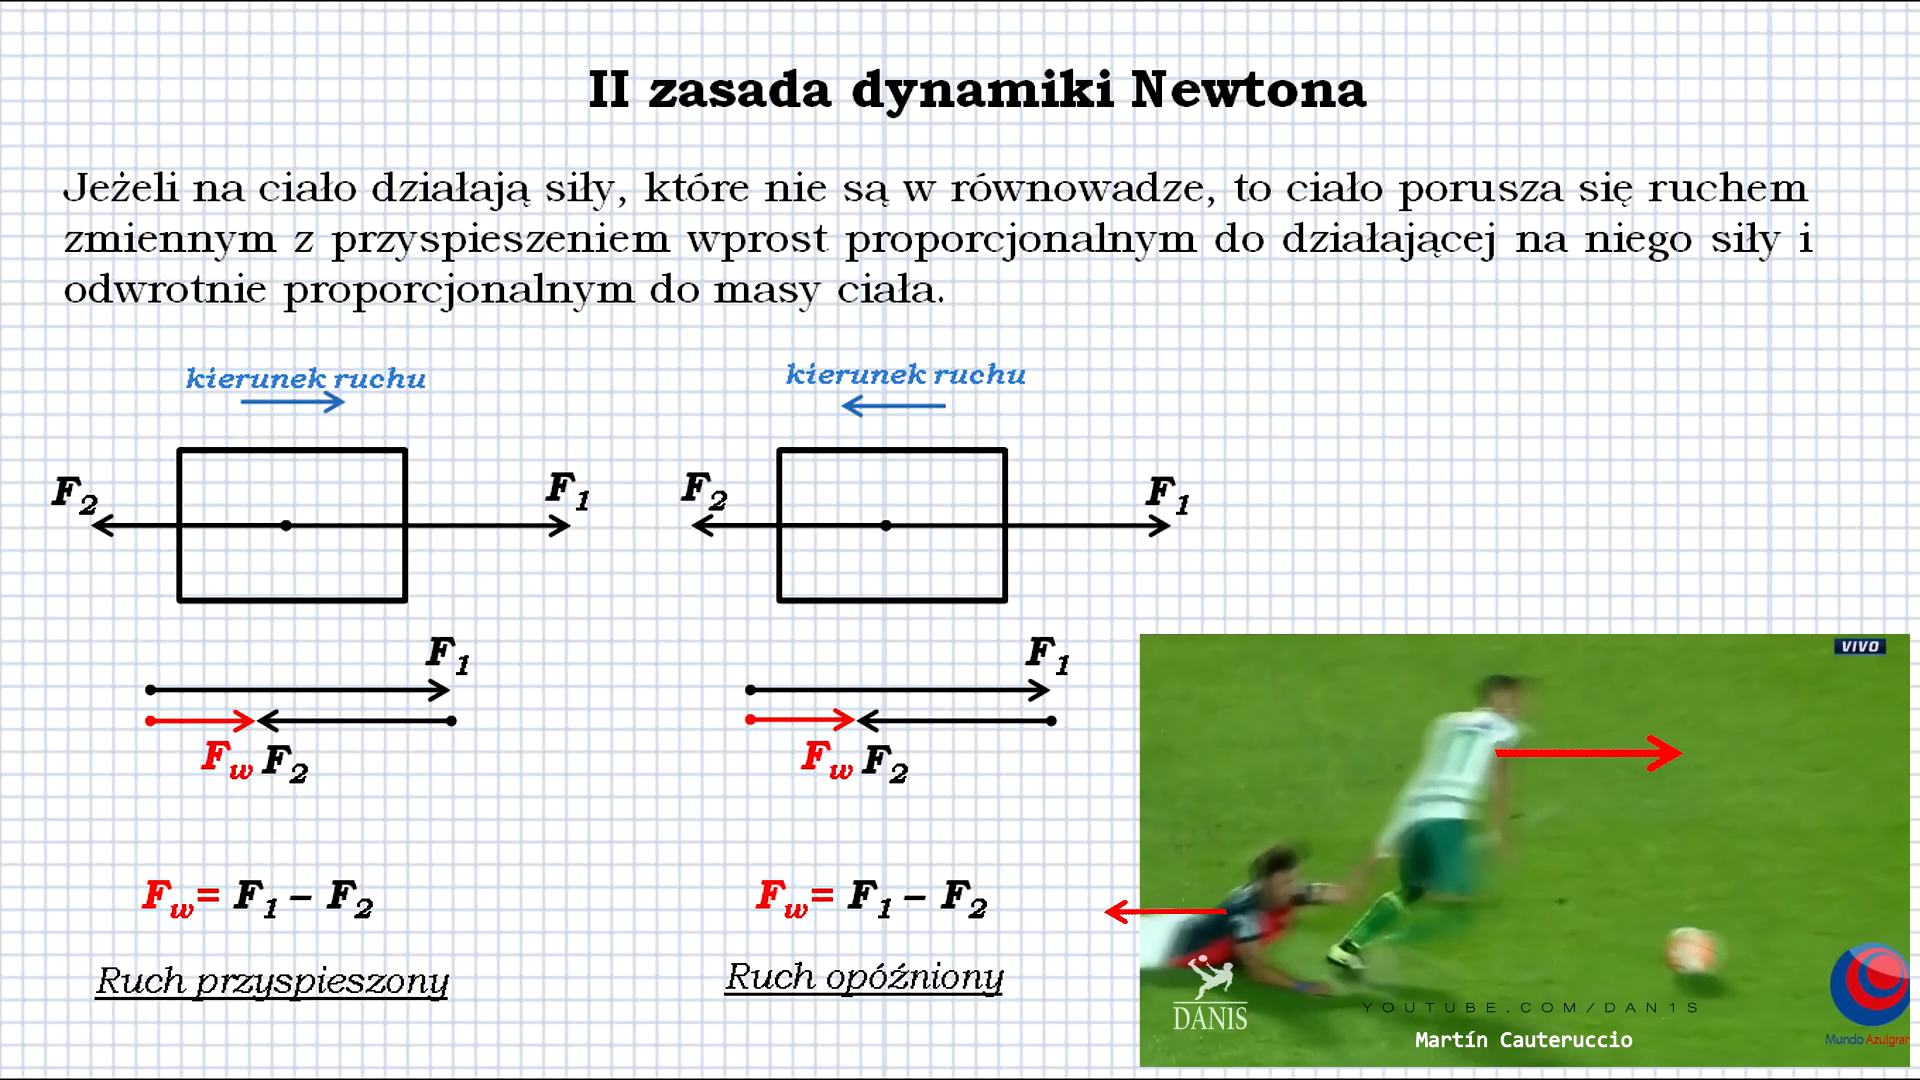 II zasada dynamiki Newtona
Jeżeli na ciało działają siły, które nie są w równowadze, to ciało porusza się ruchem
zmiennym z przyspieszeniem wprost proporcjonalnym do działającej na niego siły i
odwrotnie proporcjonalnym do masy ciała.
kierunek ruchu
F2
F1
F1
Fw F2
Fw= F1 – F2
Ruch przyspieszony
kierunek ruchu
F2
F1
F1
Fw F2
Fw= F1 – F2
Ruch opóźniony
VIVO
11
DANIS
YOUTUBE.COM/DAN1S
Martín Cauteruccio
Mundo Azulgran